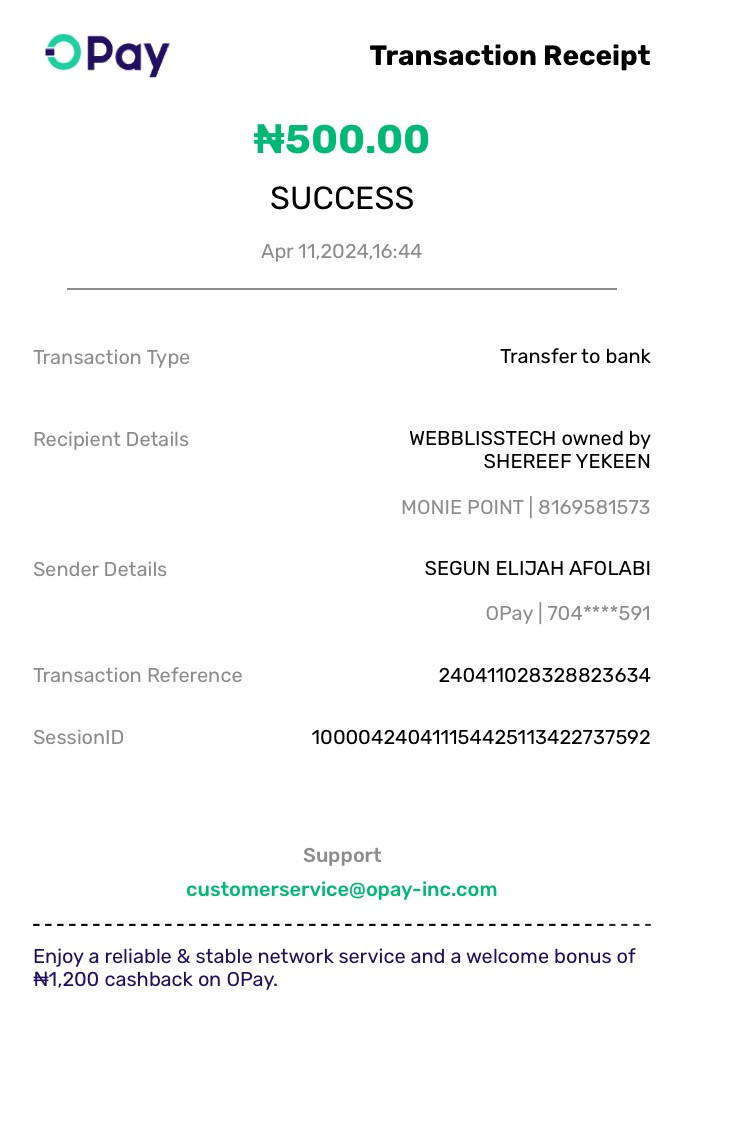 OPay
Transaction Receipt
₦500.00
SUCCESS
Apr 11,2024,16:44
Transaction Type
Transfer to bank
Recipient Details
WEBBLISSTECH owned by
SHEREEF YEKEEN
MONIE POINT | 8169581573
Sender Details
SEGUN ELIJAH AFOLABI
OPay | 704****591
Transaction Reference
240411028328823634
SessionID
100004240411154425113422737592
Support
customerservice@opay-inc.com
Enjoy a reliable & stable network service and a welcome bonus of
₦1,200 cashback on OPay.